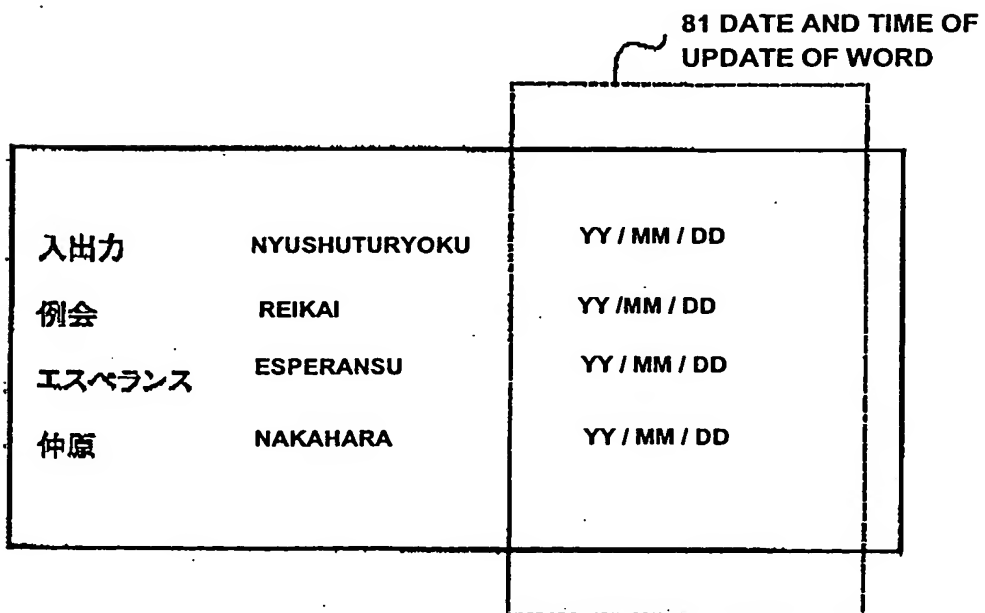 81 DATE AND TIME OF
UPDATE OF WORD
入出力 NYUSHUTURYOKU YY / MM / DD
例会 REIKAI YY /MM / DD
エスペランス ESPERANSU YY / MM / DD
仲原 NAKAHARA YY / MM / DD